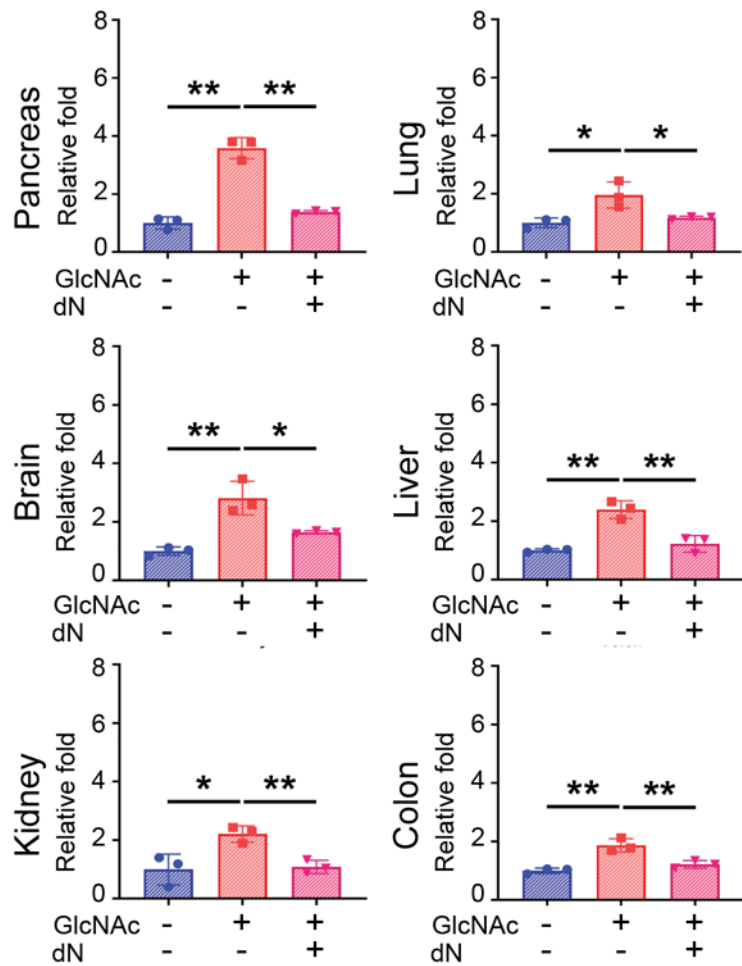 Pancreas
Relative fold
8
6
4
2
0
** **
GlcNAc - + +
dN - - +
Lung
Relative fold
8
6
4
2
0
* *
GlcNAc - + +
dN - - +
Brain
Relative fold
8
6
4
2
0
** *
GlcNAc - + +
dN - - +
Liver
Relative fold
8
6
4
2
0
** **
GlcNAc - + +
dN - - +
Kidney
Relative fold
8
6
4
2
0
* **
GlcNAc - + +
dN - - +
Colon
Relative fold
8
6
4
2
0
** **
GlcNAc - + +
dN - - +